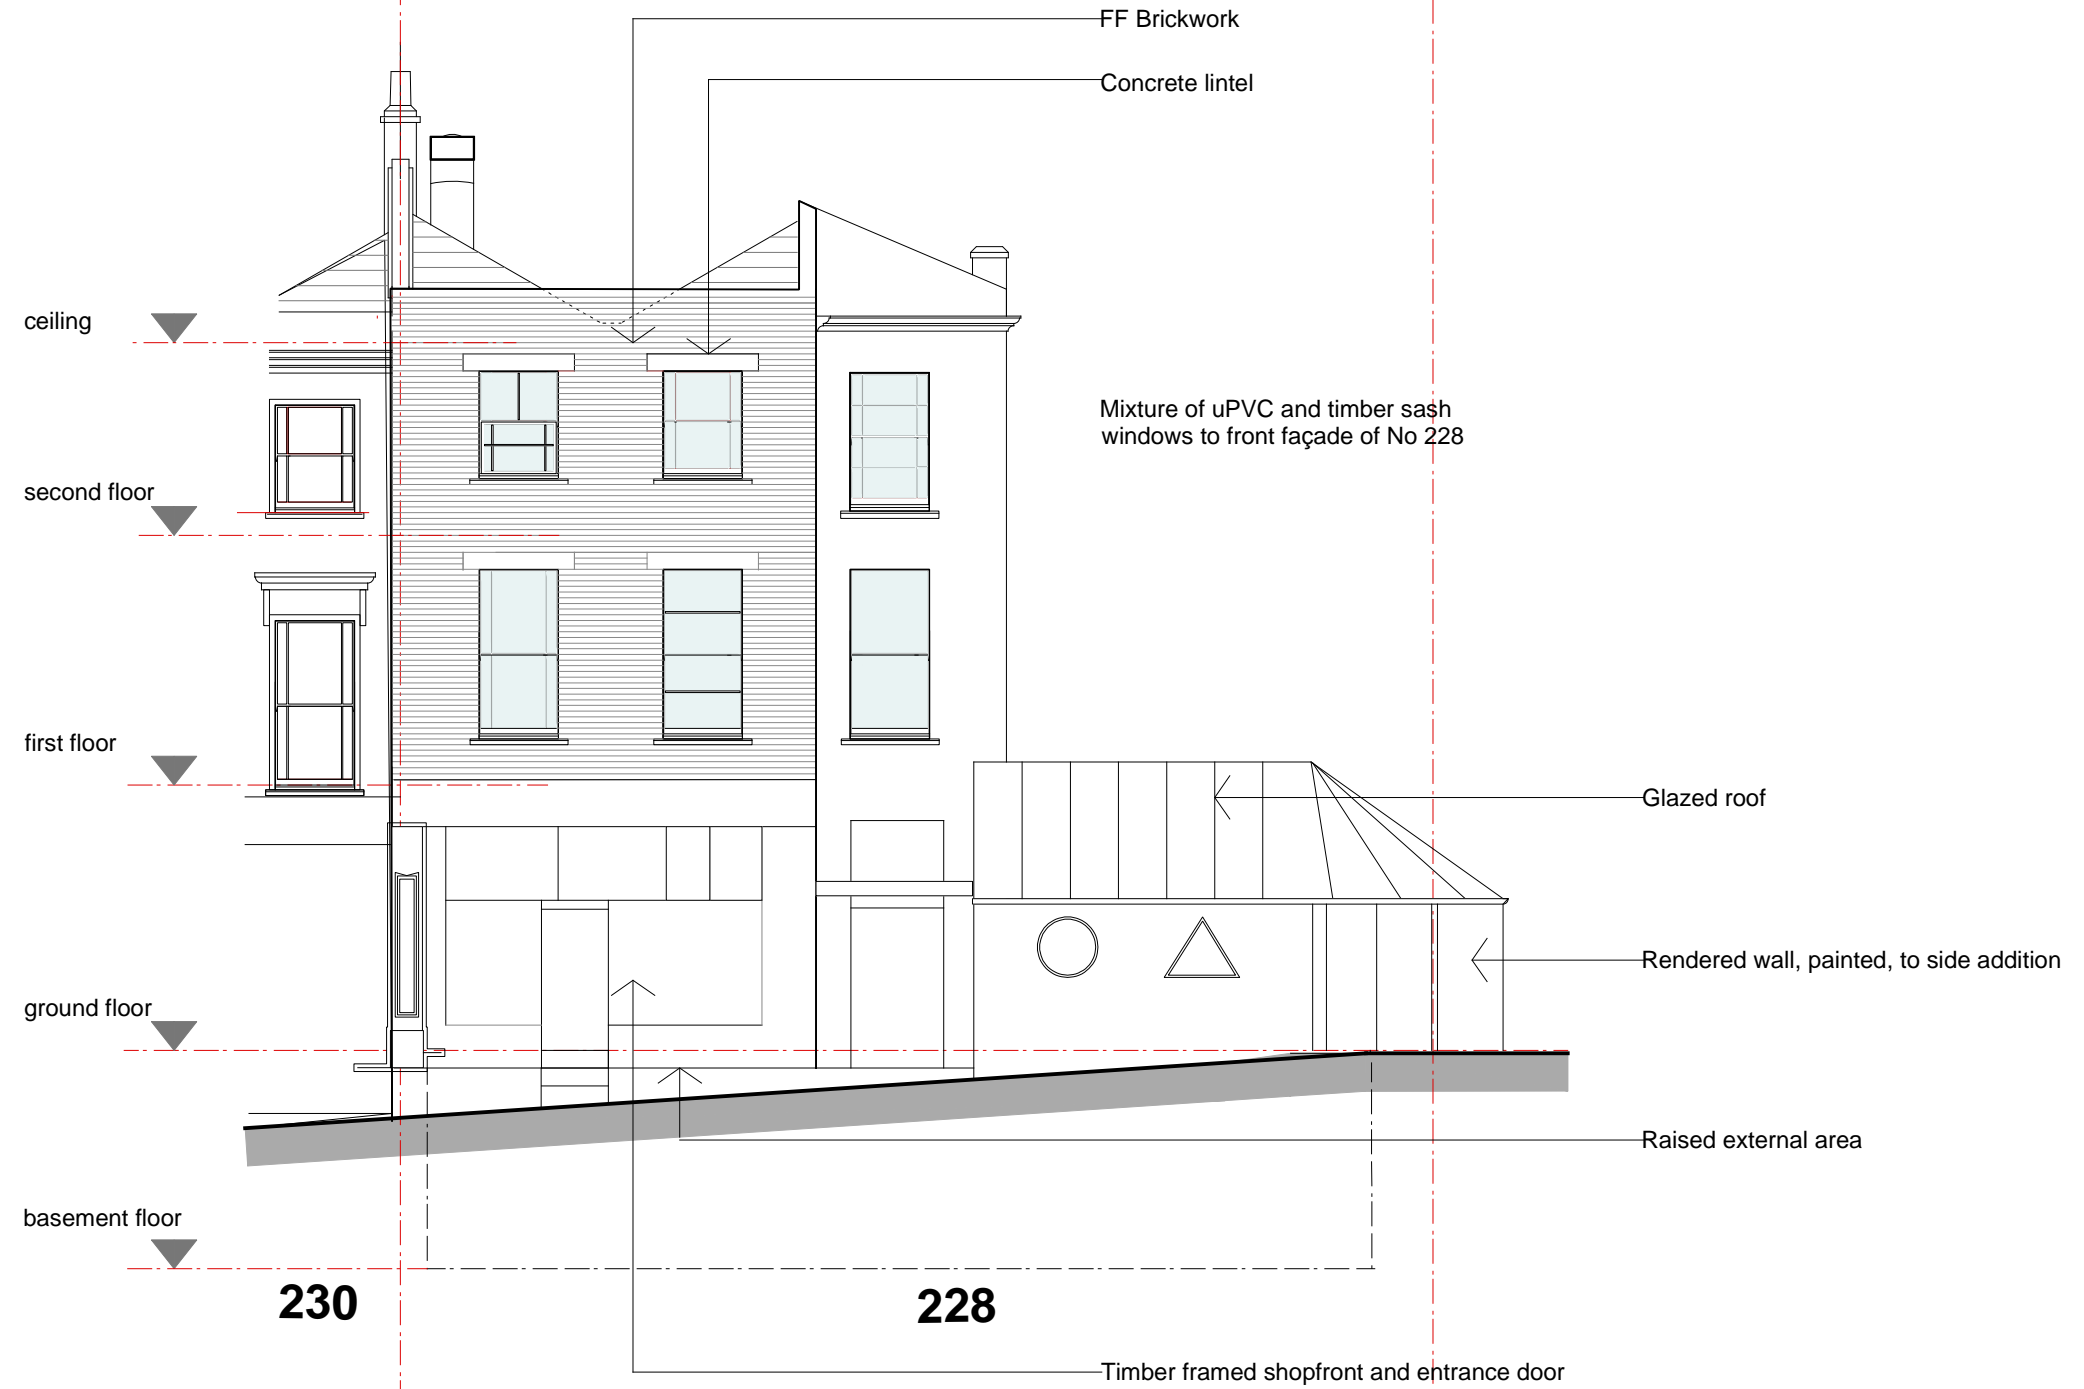 FF Brickwork
Concrete lintel
ceiling
Mixture of uPVC and timber sash
windows to front façade of No 228
second floor
first floor
Glazed roof
Rendered wall, painted, to side addition
ground floor
Raised external area
basement floor
230
228
Timber framed shopfront and entrance door